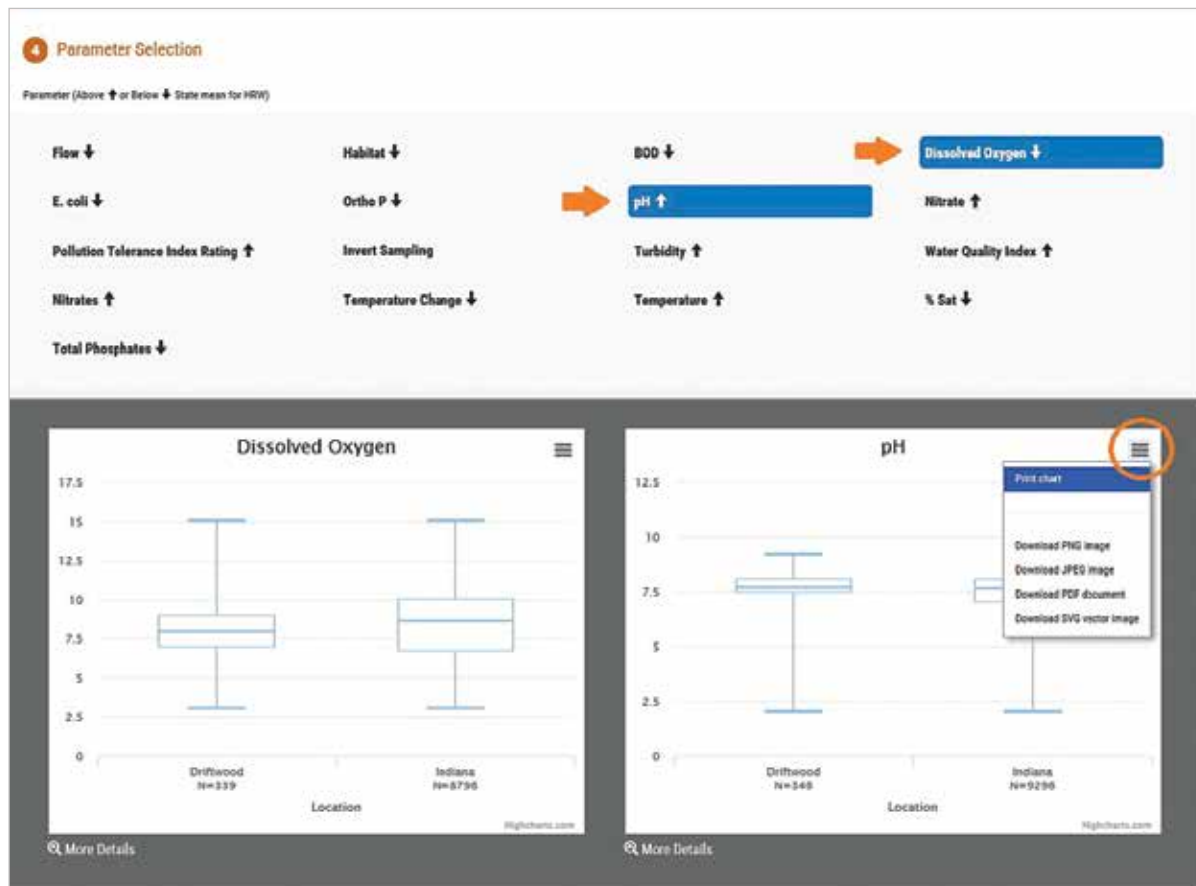 4 Parameter Selection
Parameter (Above ↑ or Below ↓ State mean for HRW)
Flow ↓ Habitat ↓ BOD ↓ Dissolved Oxygen ↓
E. coli ↓ Ortho P ↓ pH ↑ Nitrate ↑
Pollution Tolerance Index Rating ↑ Invert Sampling Turbidity ↑ Water Quality Index ↑
Nitrates ↑ Temperature Change ↓ Temperature ↑ % Sat ↓
Total Phosphates ↓
Dissolved Oxygen
17.5
15
12.5
10
7.5
5
2.5
0
Driftwood Indiana
N=339 N=8796
Location
Highcharts.com
More Details
pH
Print chart
Download PNG image
Download JPEG image
Download PDF document
Download SVG vector image
12.5
10
7.5
5
2.5
0
Driftwood Indiana
N=348 N=9296
Location
Highcharts.com
More Details